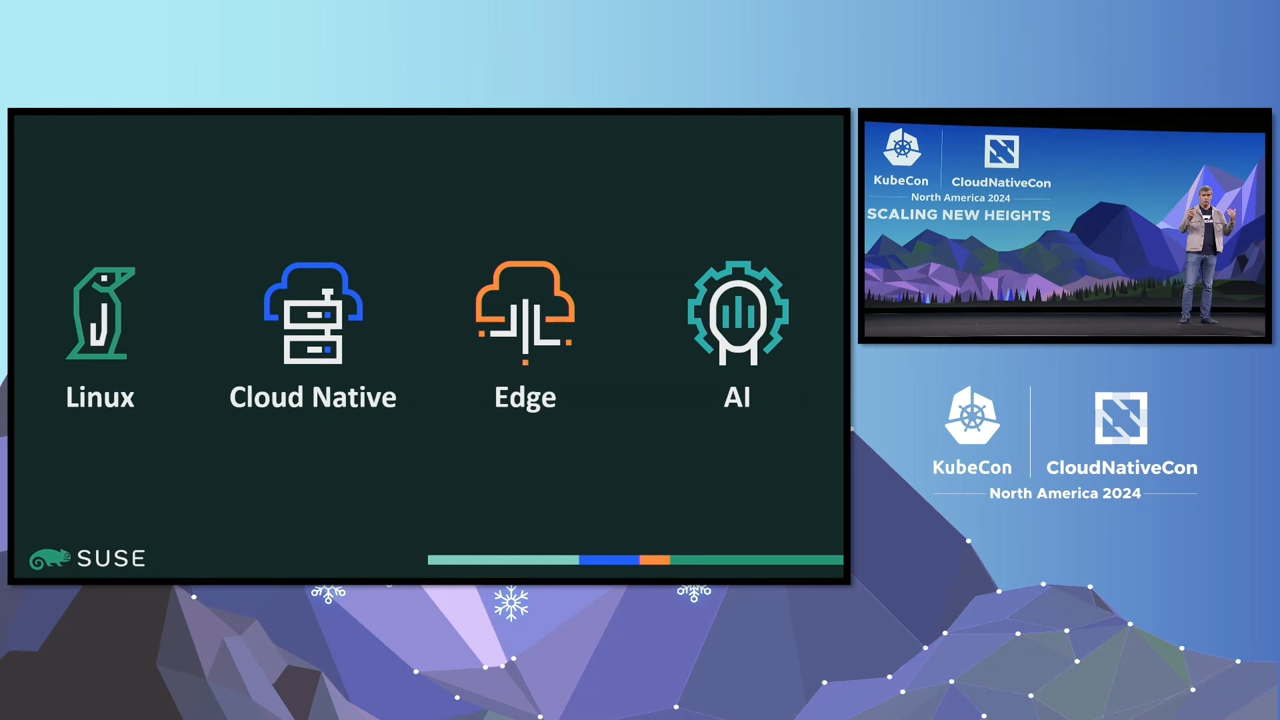 Linux
Cloud Native
Edge
AI
SUSE
KubeCon
CloudNativeCon
North America 2024
SCALING NEW HEIGHTS
KubeCon
CloudNativeCon
North America 2024